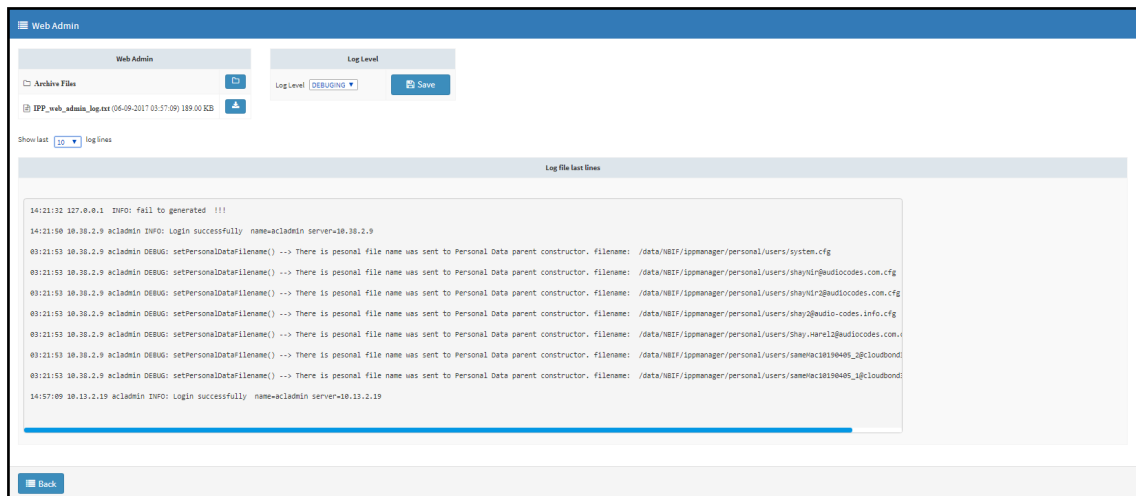 Web Admin
Web Admin
Archive Files
IPP_web_admin_log.txt (06-09-2017 03:57:09) 189.00 KB
Log Level
Log Level DEBUGING Save
Show last 10 log lines
Log file last lines
14:21:32 127.0.0.1 INFO: fail to generated !!!
14:21:50 10.38.2.9 acladmin INFO: Login successfully name=acladmin server=10.38.2.9
03:21:53 10.38.2.9 acladmin DEBUG: setPersonalDataFilename() --> There is pesonal file name was sent to Personal Data parent constructor. filename: /data/NBIF/ippmanager/personal/users/system.cfg
03:21:53 10.38.2.9 acladmin DEBUG: setPersonalDataFilename() --> There is pesonal file name was sent to Personal Data parent constructor. filename: /data/NBIF/ippmanager/personal/users/shayNir@audiocodes.com.cfg
03:21:53 10.38.2.9 acladmin DEBUG: setPersonalDataFilename() --> There is pesonal file name was sent to Personal Data parent constructor. filename: /data/NBIF/ippmanager/personal/users/shayNir2@audiocodes.com.cfg
03:21:53 10.38.2.9 acladmin DEBUG: setPersonalDataFilename() --> There is pesonal file name was sent to Personal Data parent constructor. filename: /data/NBIF/ippmanager/personal/users/shay2@audio-codes.info.cfg
03:21:53 10.38.2.9 acladmin DEBUG: setPersonalDataFilename() --> There is pesonal file name was sent to Personal Data parent constructor. filename: /data/NBIF/ippmanager/personal/users/Shay.Harel2@audiocodes.com.c
03:21:53 10.38.2.9 acladmin DEBUG: setPersonalDataFilename() --> There is pesonal file name was sent to Personal Data parent constructor. filename: /data/NBIF/ippmanager/personal/users/sameMac10190405_2@cloudbond3
03:21:53 10.38.2.9 acladmin DEBUG: setPersonalDataFilename() --> There is pesonal file name was sent to Personal Data parent constructor. filename: /data/NBIF/ippmanager/personal/users/sameMac10190405_1@cloudbond3
14:57:09 10.13.2.19 acladmin INFO: Login successfully name=acladmin server=10.13.2.19
Back